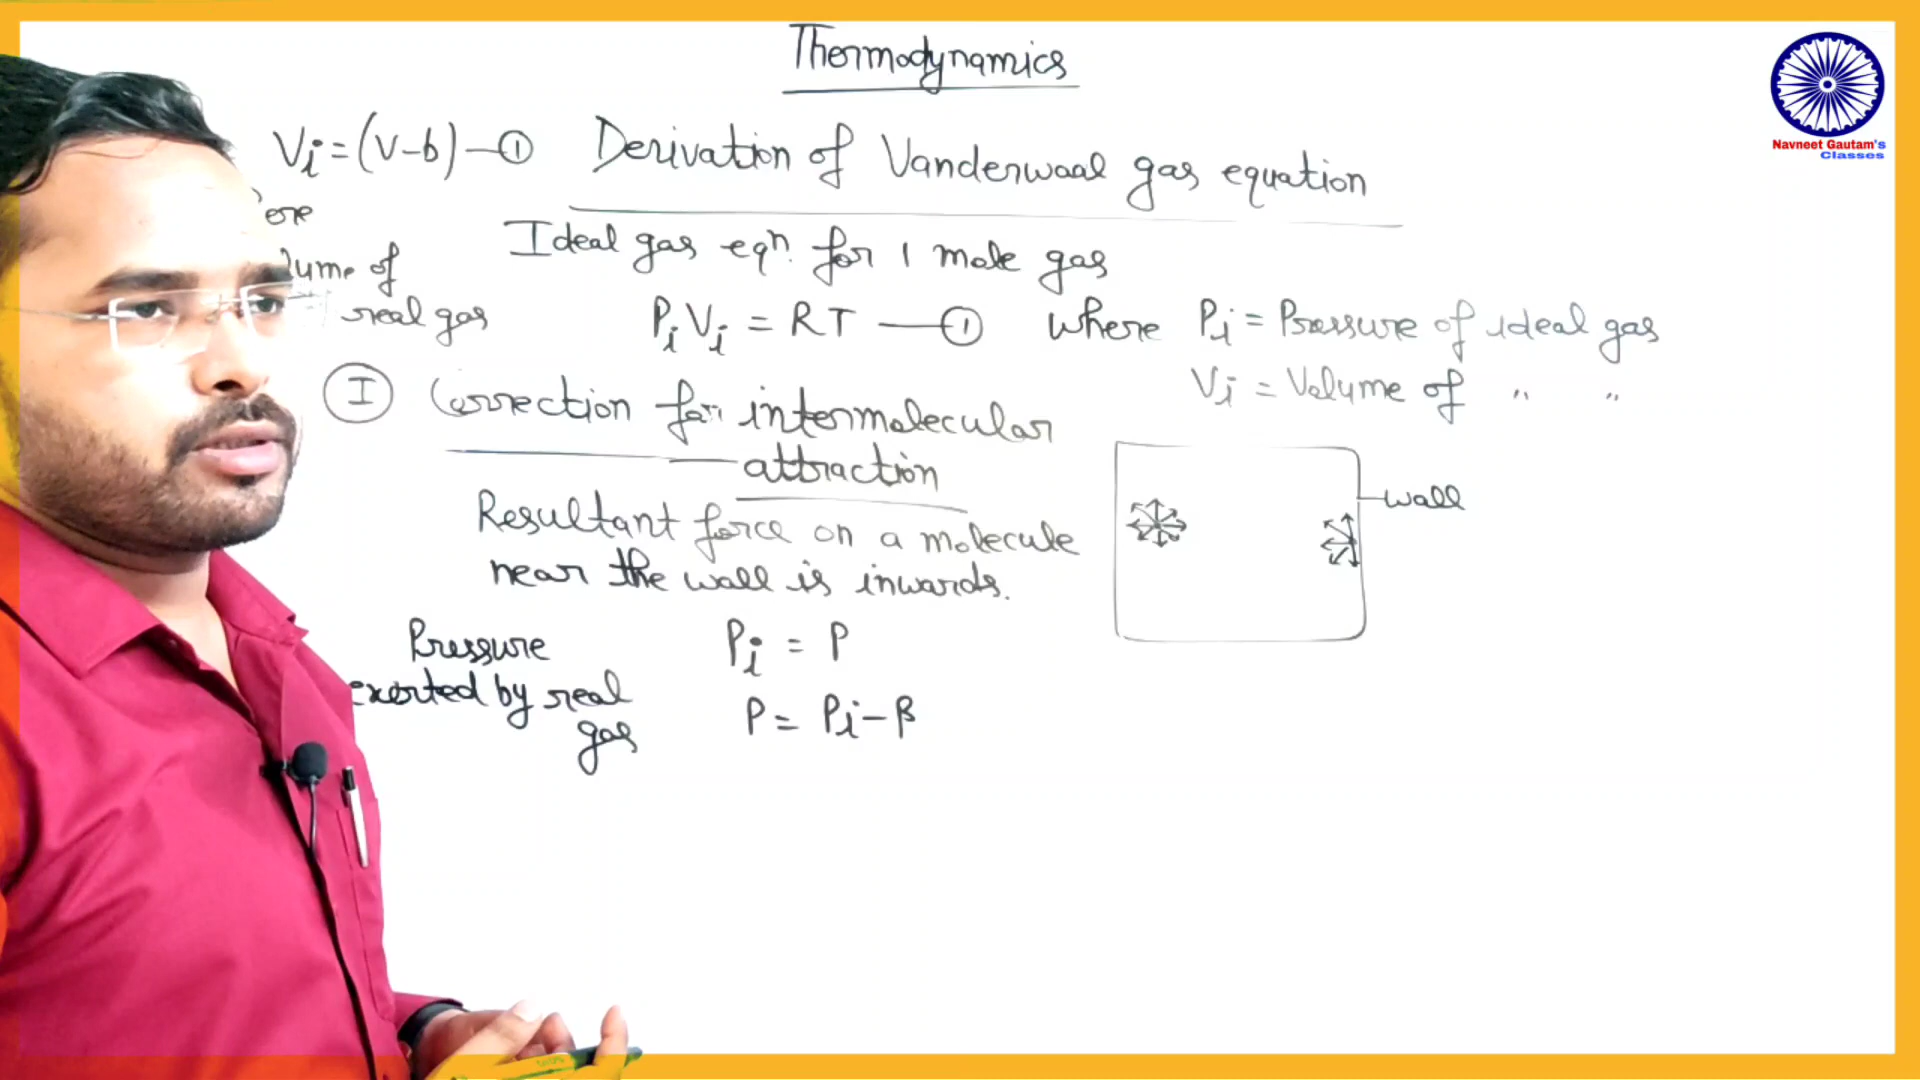 Thermodynamics
Navneet Gautam's
Classes
Vi = (V-b) — ①
Derivation of Vanderwaal gas equation
of
real gas
Ideal gas eqn. for 1 mole gas
PiVi = RT — ① where Pi = Pressure of ideal gas
Vi = Volume of " "
Ⓘ Correction for intermolecular
attraction
wall
Resultant force on a molecule
near the wall is inwards.
Pressure
exerted by real
gas
Pi = P
P = Pi - β